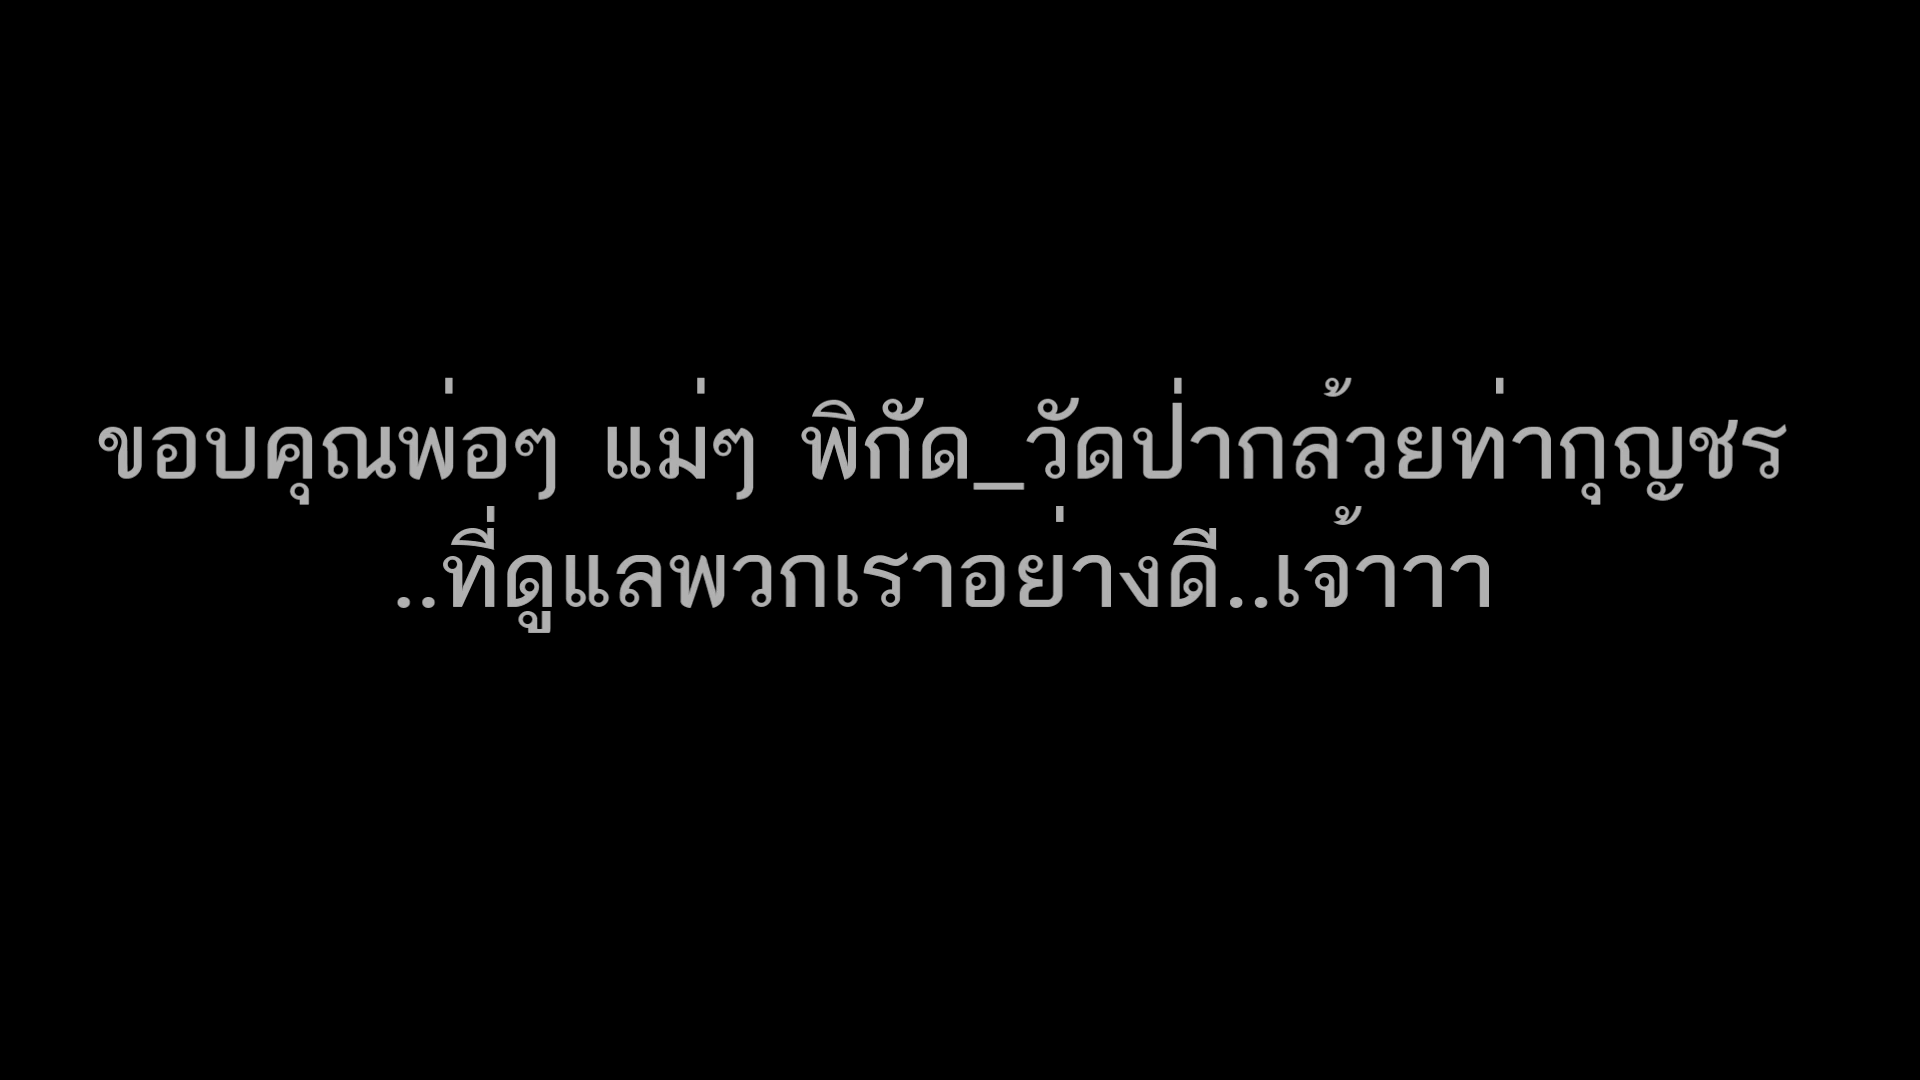 ขอบคุณพ่อๆ แม่ๆ พิกัด_วัดป่ากล้วยท่ากุญชร
..ที่ดูแลพวกเราอย่างดี..เจ้าาา